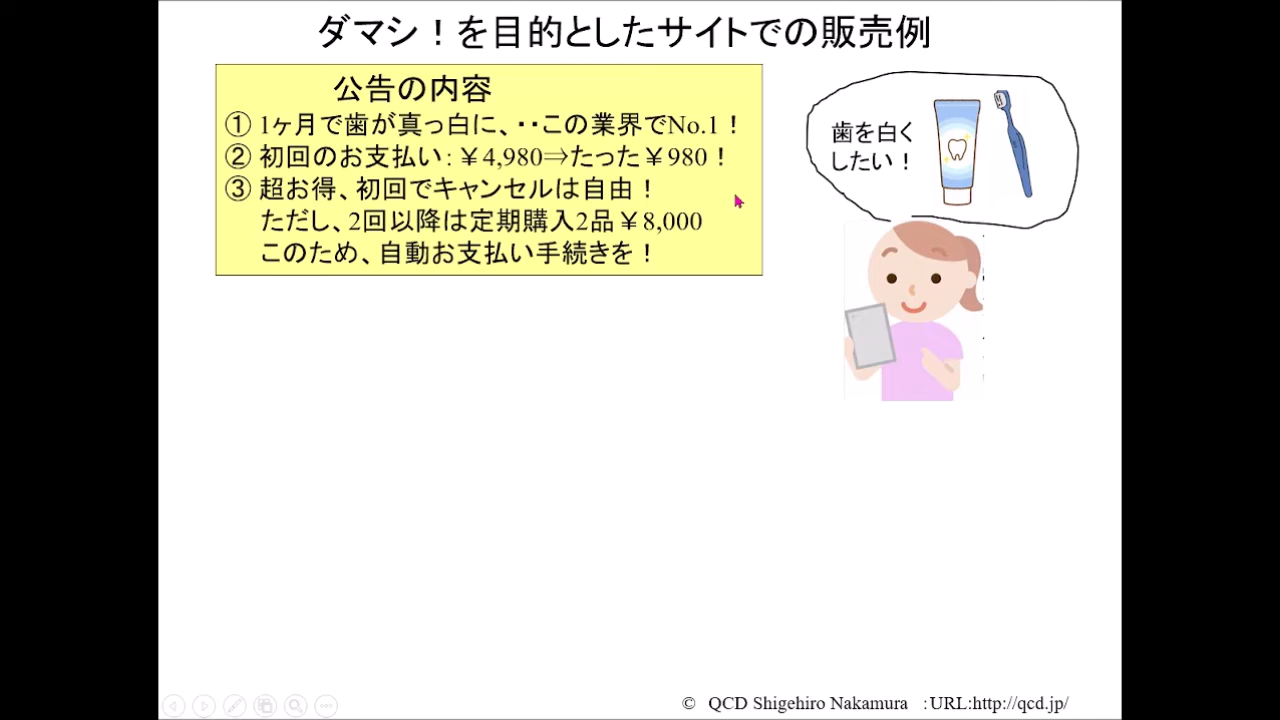 ダマシ！を目的としたサイトでの販売例
公告の内容
① 1ヶ月で歯が真っ白に、・・この業界でNo.1！
② 初回のお支払い：￥4,980⇒たった￥980！
③ 超お得、初回でキャンセルは自由！
ただし、2回以降は定期購入2品￥8,000
このため、自動お支払い手続きを！
歯を白く
したい！
© QCD Shigehiro Nakamura :URL:http://qcd.jp/